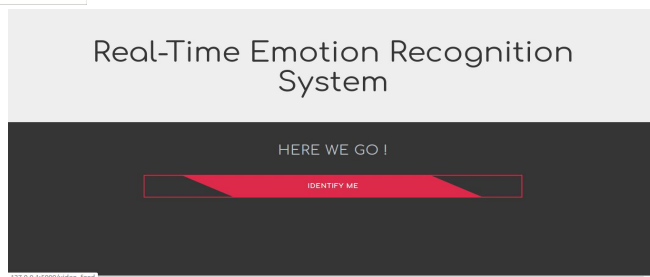 Real-Time Emotion Recognition
System
HERE WE GO !
IDENTIFY ME